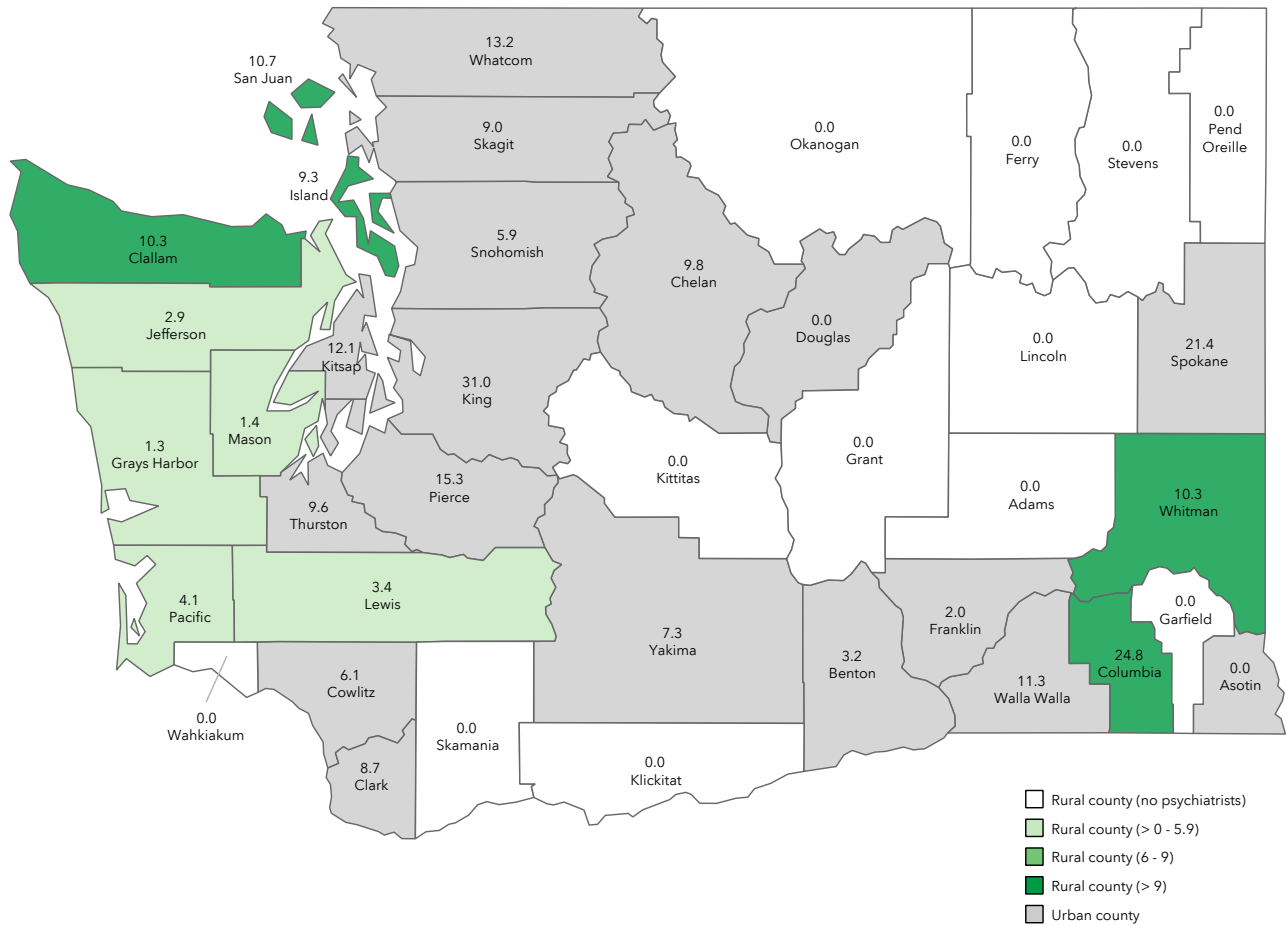 13.2
Whatcom
10.7
San Juan
9.0
Skagit
0.0
Okanogan
0.0
Ferry
0.0
Stevens
0.0
Pend
Oreille
9.3
Island
10.3
Clallam
5.9
Snohomish
9.8
Chelan
2.9
Jefferson
0.0
Douglas
12.1
Kitsap
0.0
Lincoln
21.4
Spokane
31.0
King
1.4
Mason
1.3
Grays Harbor
0.0
Kittitas
0.0
Grant
15.3
Pierce
0.0
Adams
10.3
Whitman
9.6
Thurston
4.1
Pacific
3.4
Lewis
7.3
Yakima
2.0
Franklin
0.0
Garfield
6.1
Cowlitz
3.2
Benton
11.3
Walla Walla
24.8
Columbia
0.0
Asotin
0.0
Wahkiakum
0.0
Skamania
8.7
Clark
0.0
Klickitat
Rural county (no psychiatrists)
Rural county (> 0 - 5.9)
Rural county (6 - 9)
Rural county (> 9)
Urban county